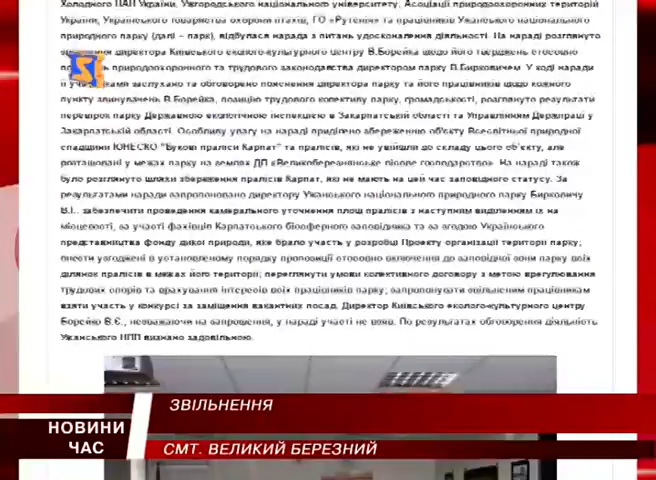 Холодного ПАП України, Ужгородського національного університету, Асоціації природоохоронних територій
України, Українського товариства охорони птахів, ГО «Рутенія» та працівників Ужанського національного
природного парку (далі – парк), відбулася нарада з питань удосконалення діяльності. На нараді розглянуто
директора Київського еколого-культурного центру В.Борейка щодо його тверджень стосовно
природоохоронного та трудового законодавства директором парку В.Бирковичем. У ході наради
її учасниками заслухано та обговорено пояснення директора парку та його працівників щодо кожного
пункту звинувачень В.Борейка, позицію трудового колективу парку, громадськості, розглянуто результати
перевірок парку Державною екологічною інспекцією в Закарпатській області та Управлінням Держпраці у
Закарпатській області. Особливу увагу на нараді приділено збереженню об'єкту Всесвітньої природної
спадщини ЮНЕСКО "Букові праліси Карпат" та пралісів, які не увійшли до складу цього об'єкту, але
розташовані у межах парку на землях ДП «Великоберезнянське лісове господарство». На нараді також
було розглянуто шляхи збереження пралісів Карпат, які не мають на цей час заповідного статусу. За
результатами наради запропоновано директору Ужанського національного природного парку Бирковичу
В.І.: забезпечити проведення камерального уточнення площ пралісів з наступним виділенням їх на
місцевості, за участі фахівців Карпатського біосферного заповідника та за згодою Українського
представництва фонду дикої природи, яке брало участь у розробці Проекту організації території парку;
внести узгоджені в установленому порядку пропозиції стосовно включення до заповідної зони парку всіх
ділянок пралісів в межах його території; переглянути умови колективного договору з метою врегулювання
трудових спорів та врахування інтересів всіх працівників парку; запропонувати звільненим працівникам
взяти участь у конкурсі за заміщення вакантних посад. Директор Київського еколого-культурного центру
Борейко В.Є., незважаючи на запрошення, у нараді участі не взяв. По результатах обговорення діяльність
Ужанського НПП визнано задовільною.
ЗВІЛЬНЕННЯ
НОВИНИ
ЧАС
СМТ. ВЕЛИКИЙ БЕРЕЗНИЙ